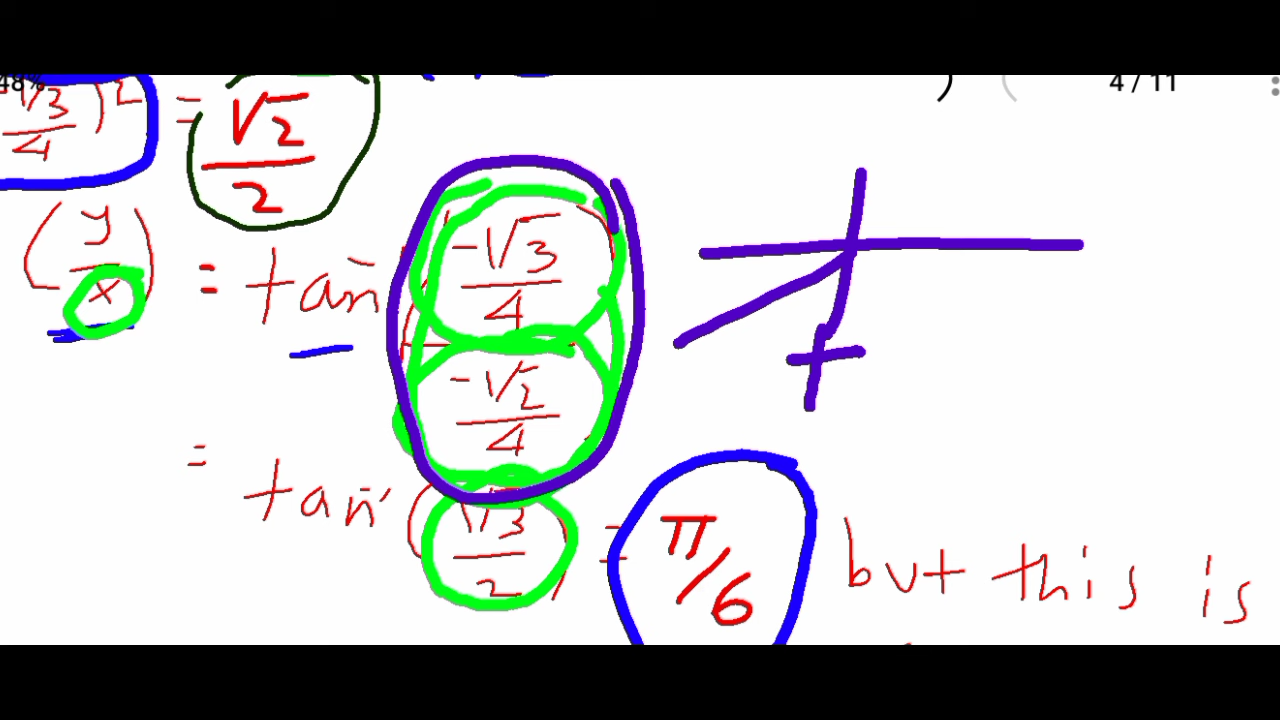 48%
4 / 11
√3/4 )² = √2/2
(y/x) = tan⁻ (-√3/4 / -√2/4)
= tan⁻¹ (√3/2) = π/6 but this is